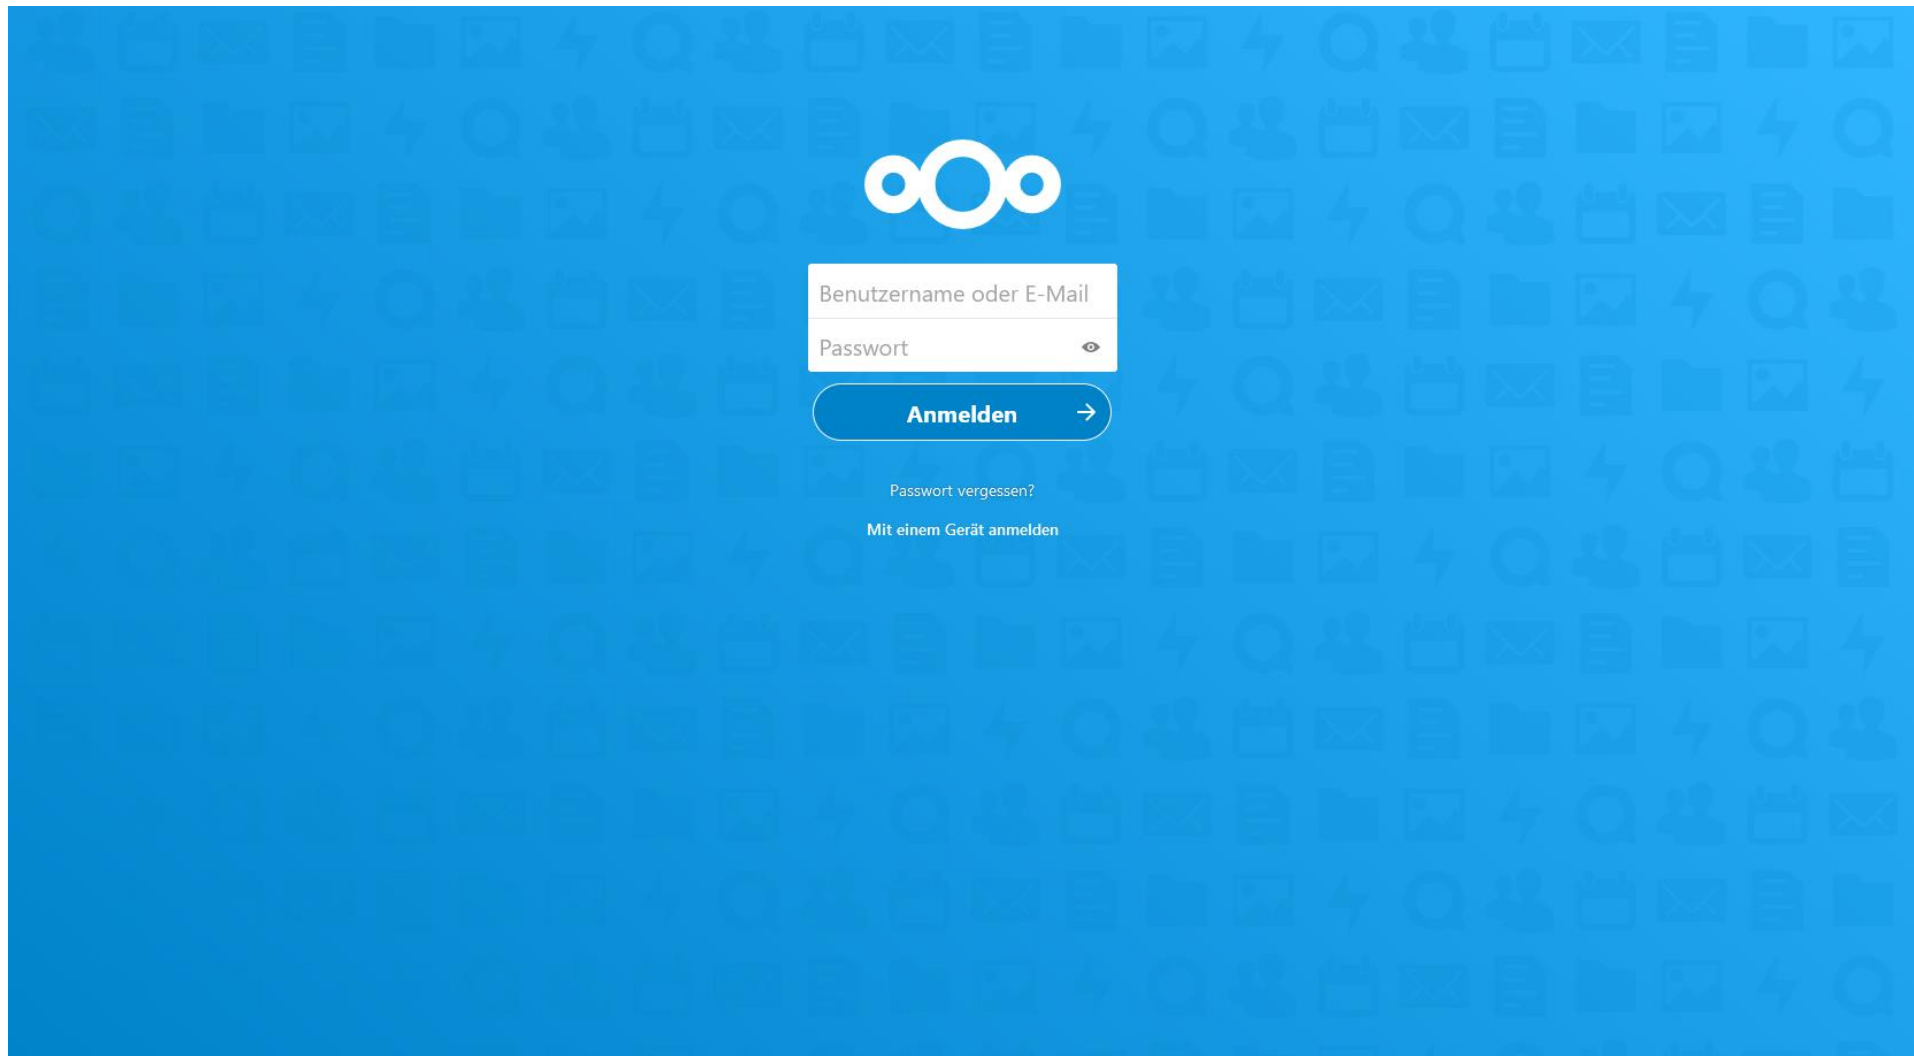 Benutzername oder E-Mail
Passwort
Anmelden
Passwort vergessen?
Mit einem Gerät anmelden